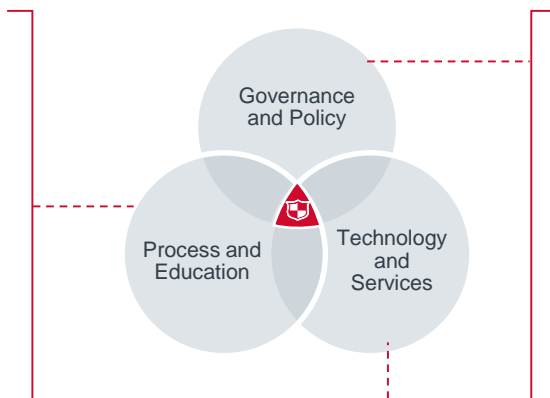 Governance
and Policy
Process and
Education
Technology
and
Services